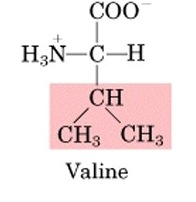 COO⁻
H₃N⁺—C—H
CH
CH₃ CH₃
Valine